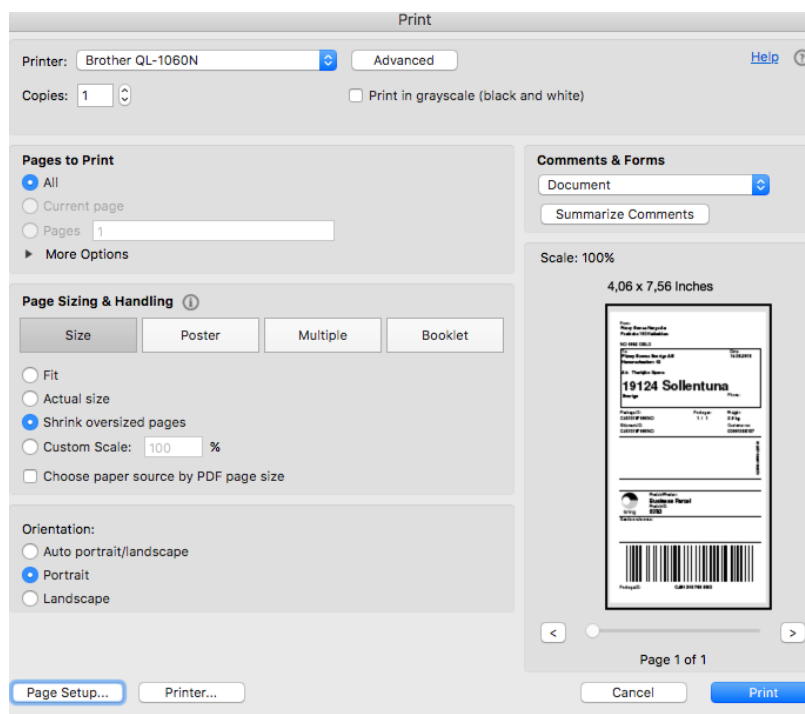 Print
Printer: Brother QL-1060N Advanced Help ?
Copies: 1 Print in grayscale (black and white)
Pages to Print
All
Current page
Pages 1
More Options
Comments & Forms
Document
Summarize Comments
Page Sizing & Handling i
Size Poster Multiple Booklet
Fit
Actual size
Shrink oversized pages
Custom Scale: 100 %
Choose paper source by PDF page size
Orientation:
Auto portrait/landscape
Portrait
Landscape
Scale: 100%
4,06 x 7,56 Inches
19124 Sollentuna
Sverige
Business Parcel
bring
< >
Page 1 of 1
Page Setup... Printer... Cancel Print